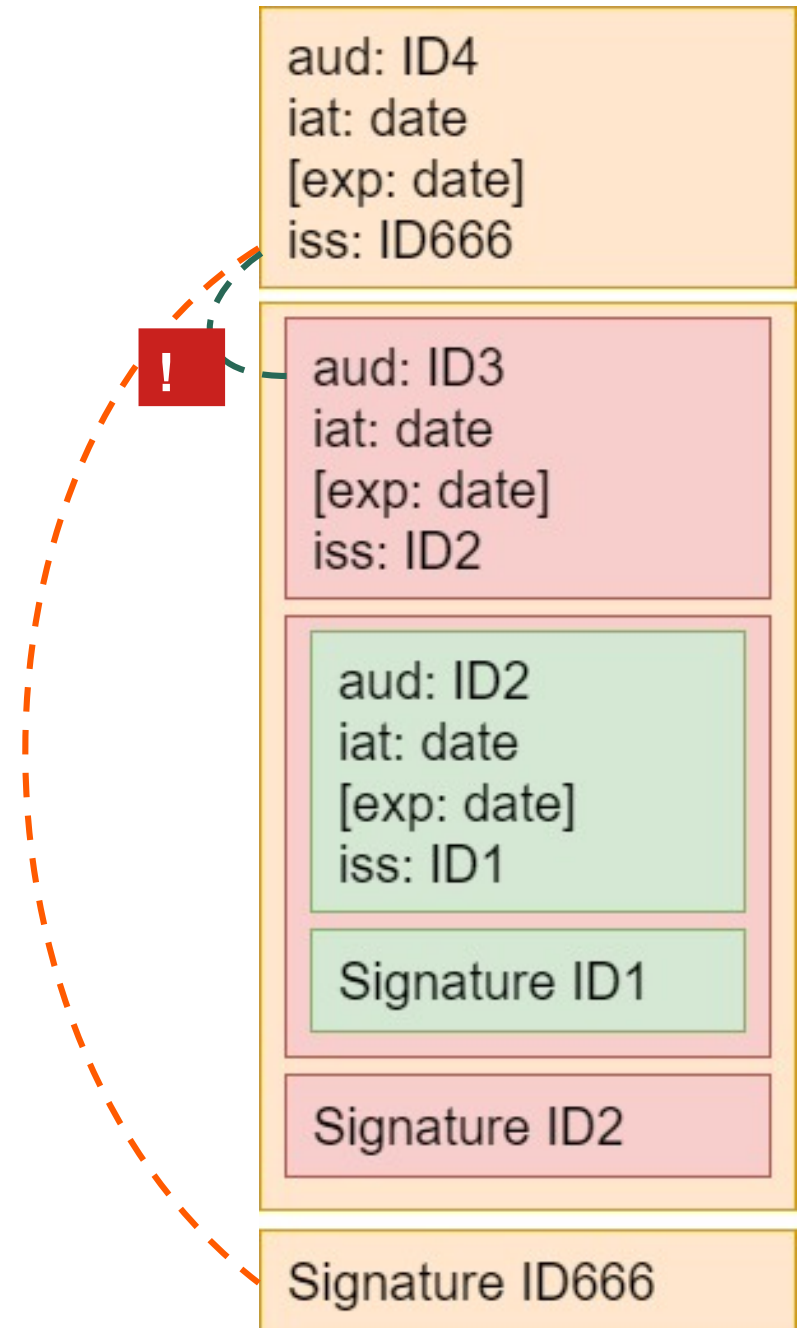 aud: ID4
iat: date
[exp: date]
iss: ID666
!
aud: ID3
iat: date
[exp: date]
iss: ID2
aud: ID2
iat: date
[exp: date]
iss: ID1
Signature ID1
Signature ID2
Signature ID666